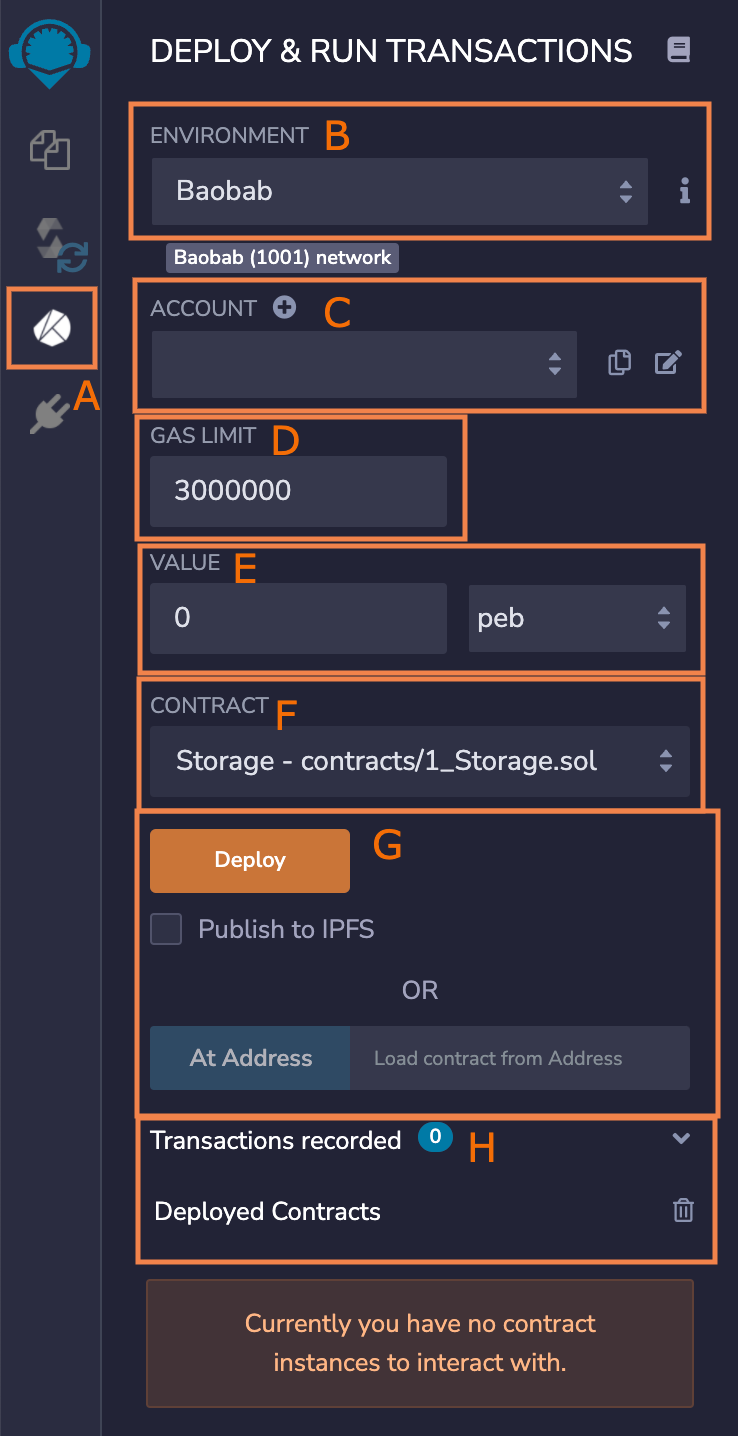 DEPLOY & RUN TRANSACTIONS
ENVIRONMENT B
Baobab
Baobab (1001) network
ACCOUNT C
A
GAS LIMIT D
3000000
VALUE E
0 peb
CONTRACT F
Storage - contracts/1_Storage.sol
Deploy G
Publish to IPFS
OR
At Address Load contract from Address
Transactions recorded 0 H
Deployed Contracts
Currently you have no contract
instances to interact with.